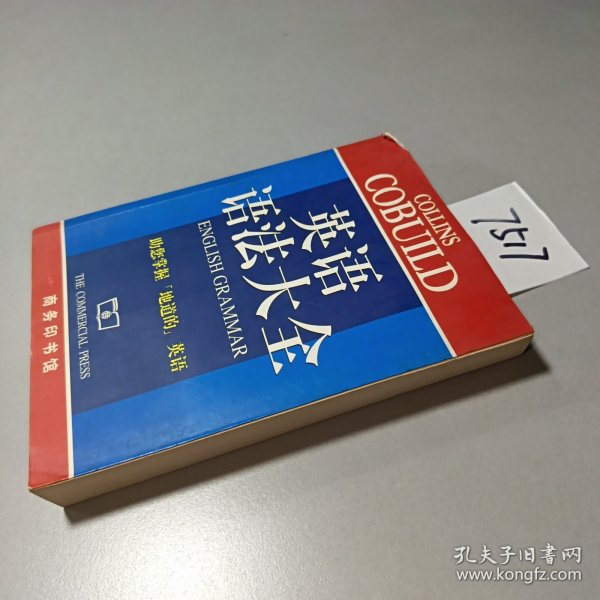 COLLINS
COBUILD
英语
语法大全
ENGLISH GRAMMAR
助您掌握「地道的」英语
THE COMMERCIAL PRESS
商务印书馆
7517
孔夫子旧书网
www.kongfz.com